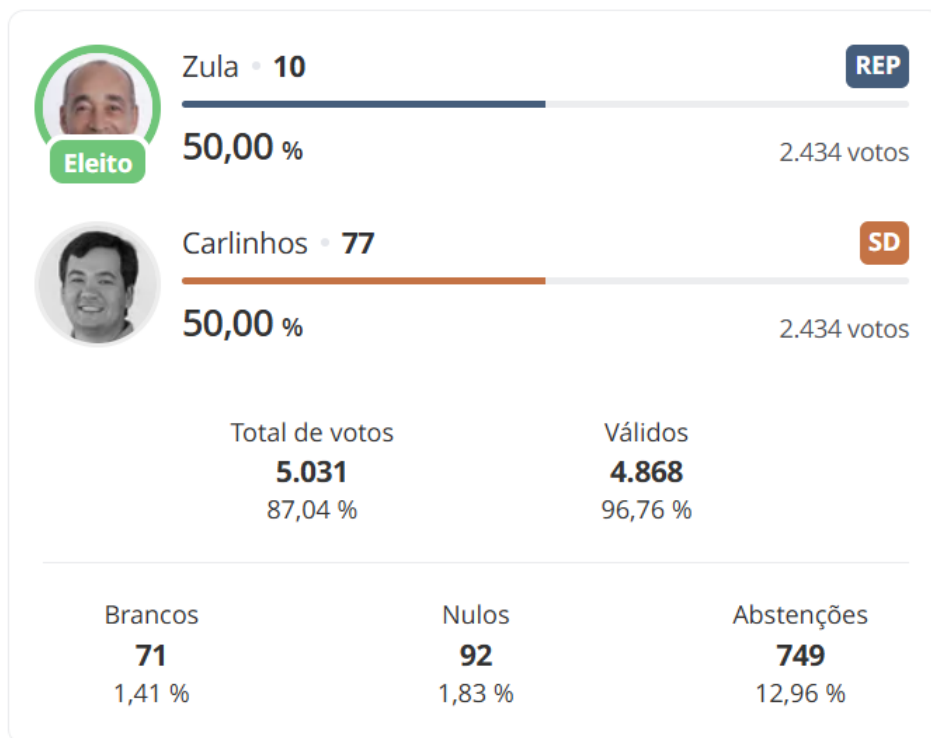 Zula • 10 REP
50,00 % 2.434 votos
Eleito
Carlinhos • 77 SD
50,00 % 2.434 votos
Total de votos Válidos
5.031 4.868
87,04 % 96,76 %
Brancos Nulos Abstenções
71 92 749
1,41 % 1,83 % 12,96 %